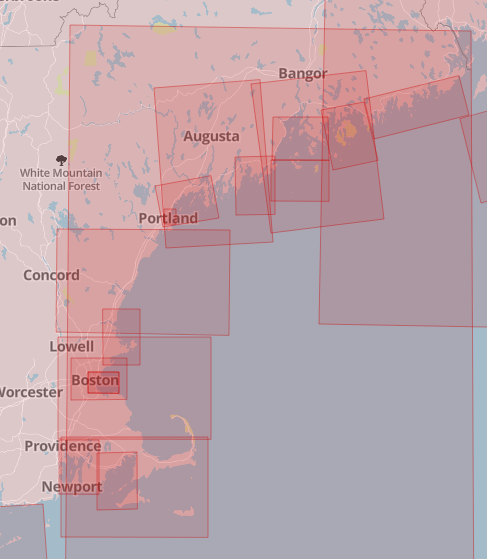 Bangor
Augusta
White Mountain
National Forest
on
Portland
Concord
Lowell
Boston
Worcester
Providence
Newport